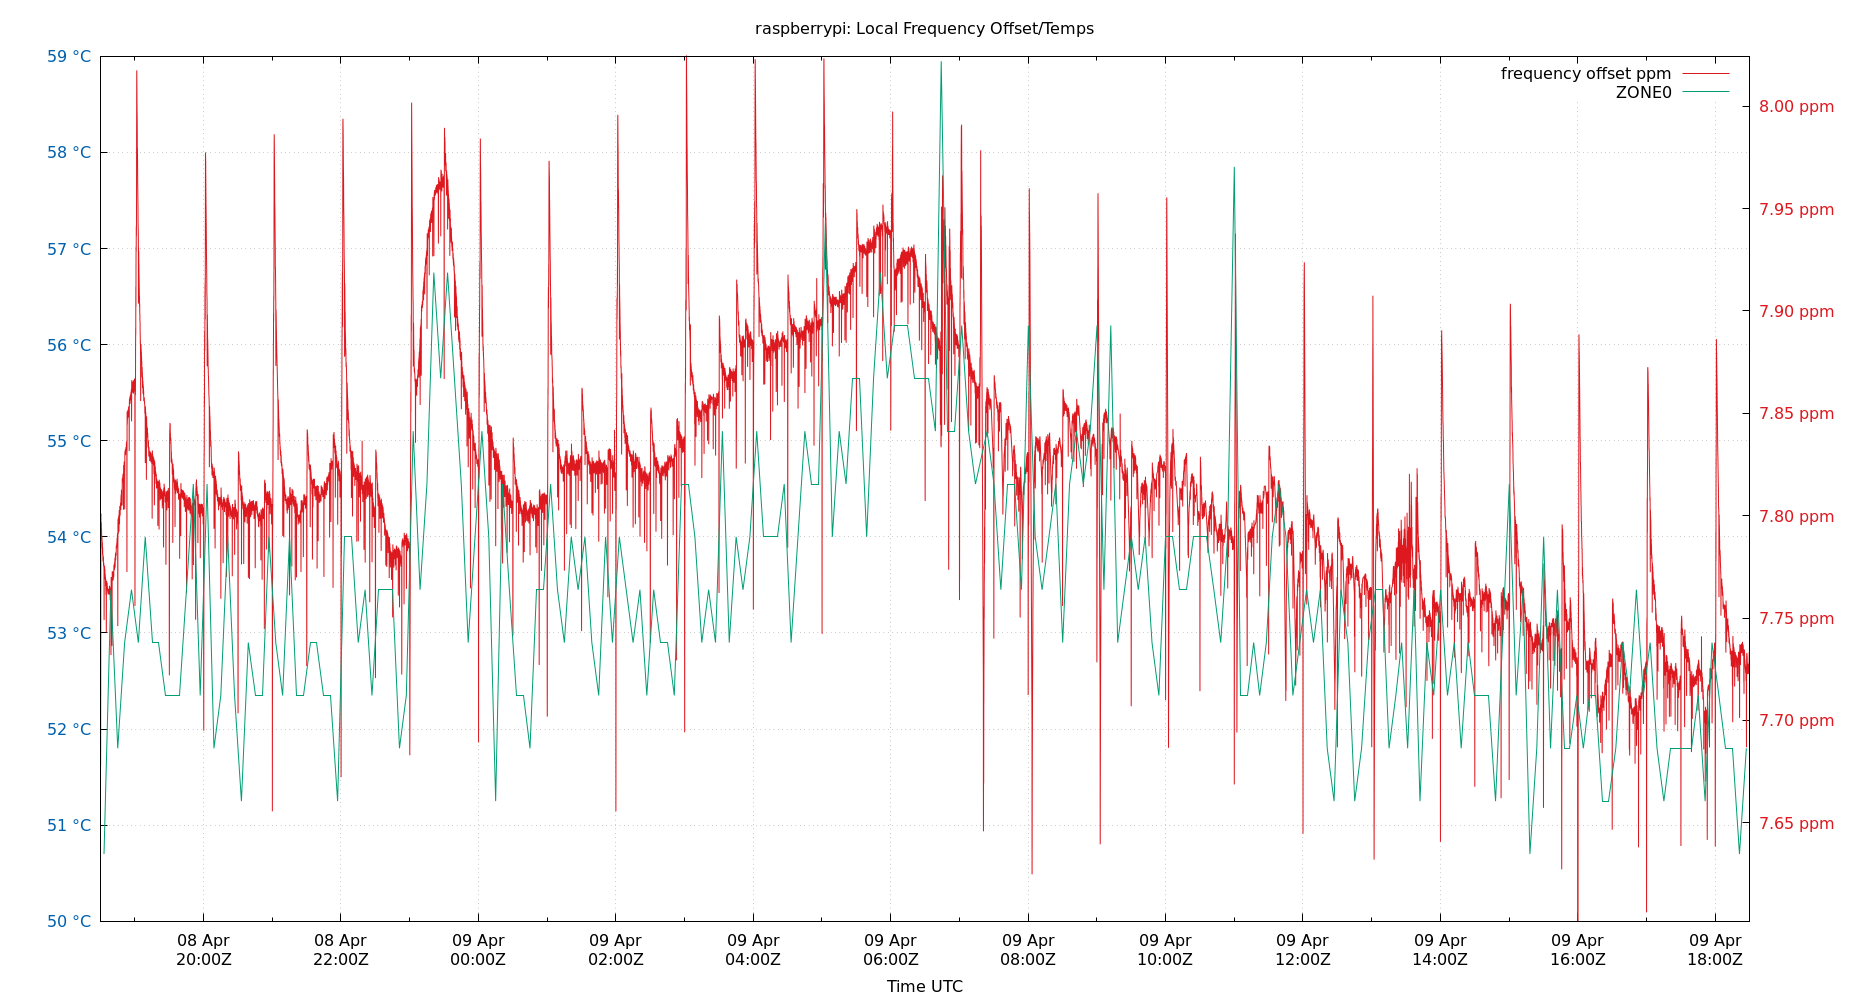 raspberrypi: Local Frequency Offset/Temps
frequency offset ppm
ZONE0
59 °C
58 °C
57 °C
56 °C
55 °C
54 °C
53 °C
52 °C
51 °C
50 °C
8.00 ppm
7.95 ppm
7.90 ppm
7.85 ppm
7.80 ppm
7.75 ppm
7.70 ppm
7.65 ppm
08 Apr 08 Apr 09 Apr 09 Apr 09 Apr 09 Apr 09 Apr 09 Apr 09 Apr 09 Apr 09 Apr 09 Apr
20:00Z 22:00Z 00:00Z 02:00Z 04:00Z 06:00Z 08:00Z 10:00Z 12:00Z 14:00Z 16:00Z 18:00Z
Time UTC